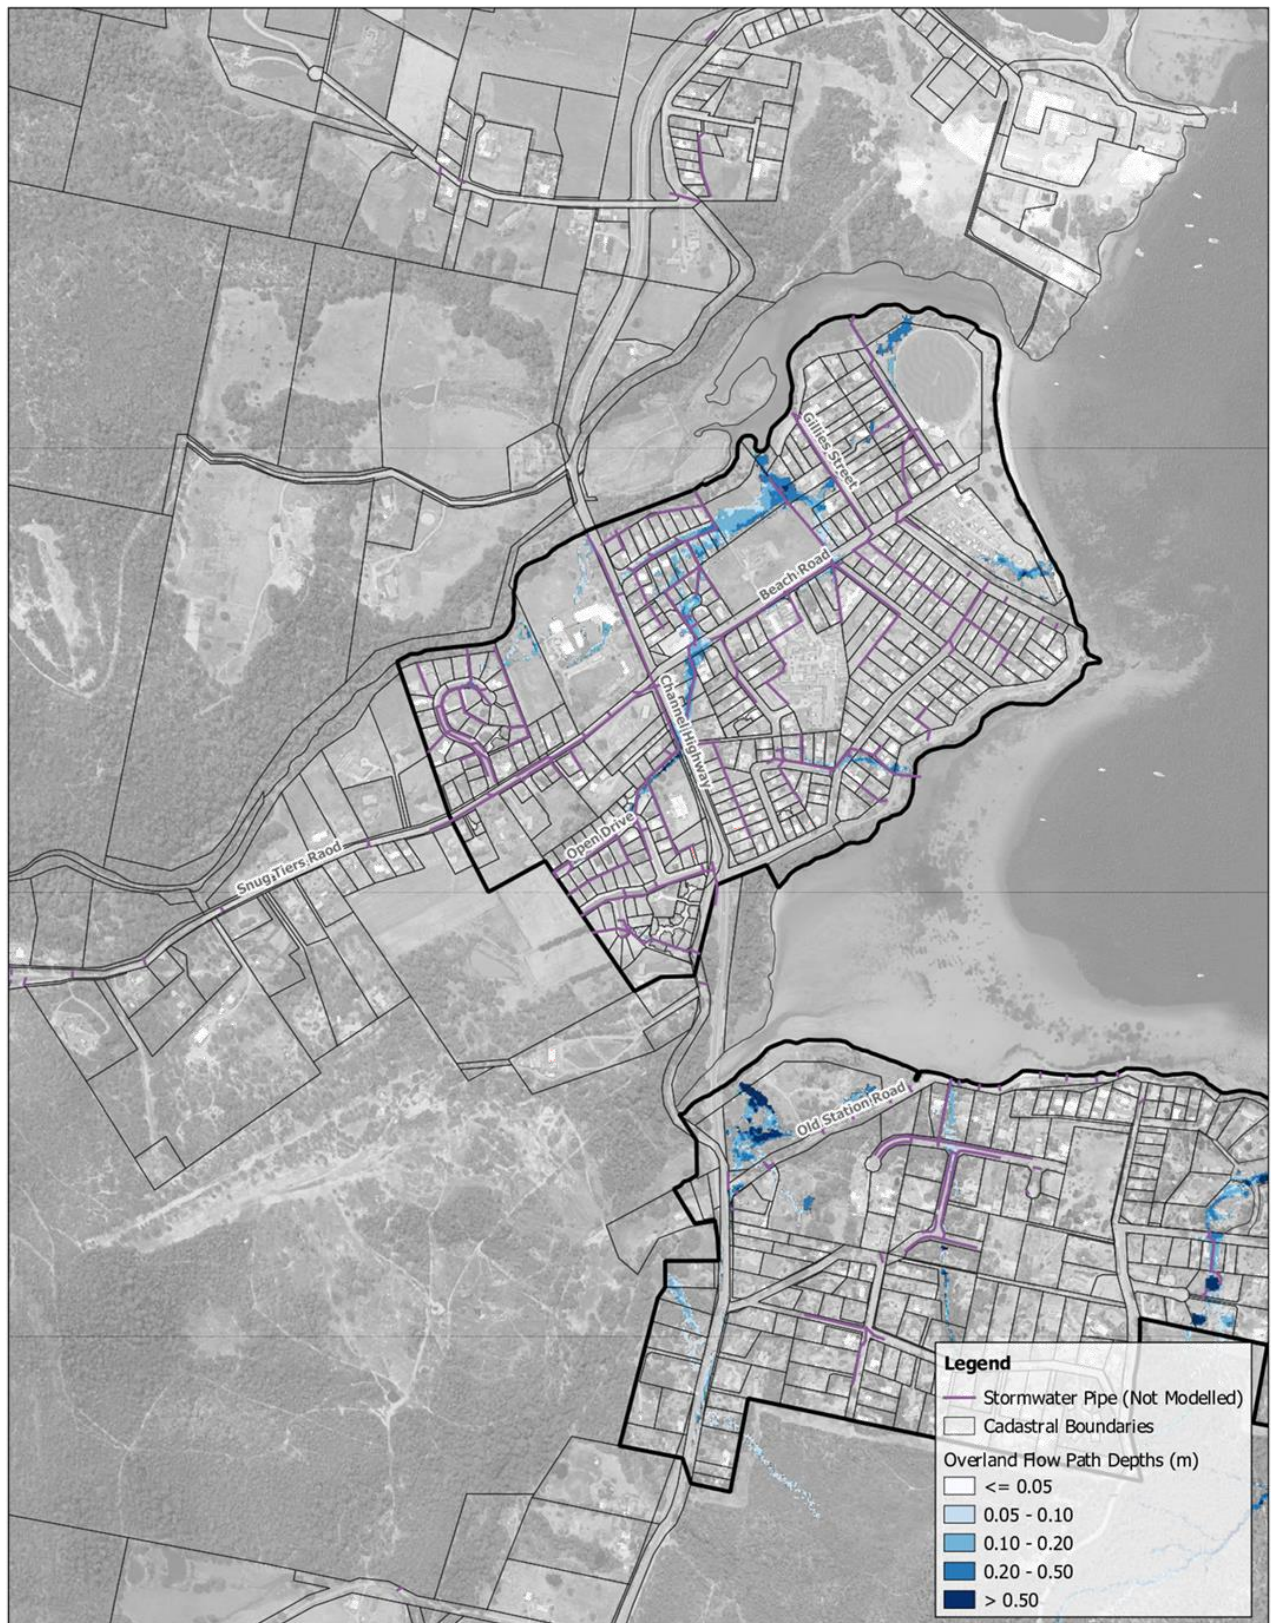 Gillies Street
Beach Road
Channel Highway
Open Drive
Snug Tiers Raod
Old Station Road
Legend
Stormwater Pipe (Not Modelled)
Cadastral Boundaries
Overland Flow Path Depths (m)
<= 0.05
0.05 - 0.10
0.10 - 0.20
0.20 - 0.50
> 0.50